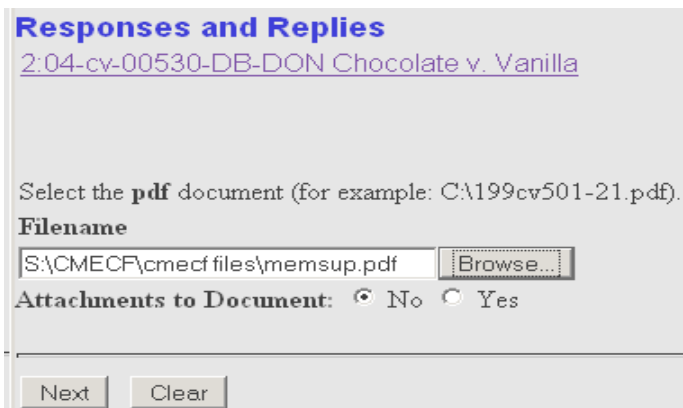 Responses and Replies
2:04-cv-00530-DB-DON Chocolate v. Vanilla
Select the pdf document (for example: C:\199cv501-21.pdf).
Filename
S:\CMECF\cmecf files\memsup.pdf Browse...
Attachments to Document: No Yes
Next Clear